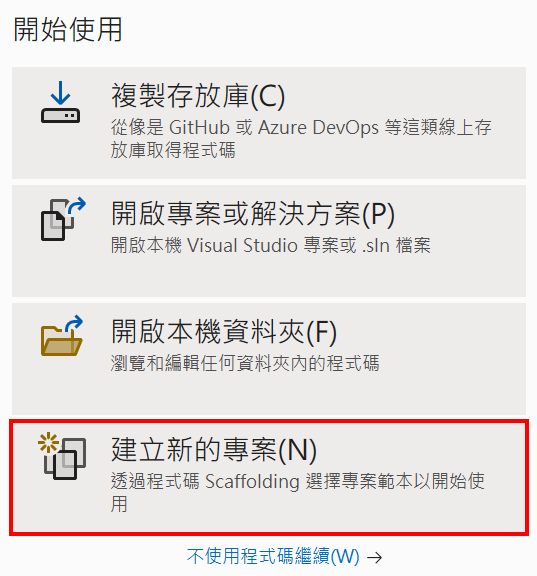 開始使用
複製存放庫(C)
從像是 GitHub 或 Azure DevOps 等這類線上存
放庫取得程式碼
開啟專案或解決方案(P)
開啟本機 Visual Studio 專案或 .sln 檔案
開啟本機資料夾(F)
瀏覽和編輯任何資料夾內的程式碼
建立新的專案(N)
透過程式碼 Scaffolding 選擇專案範本以開始使
用
不使用程式碼繼續(W) →